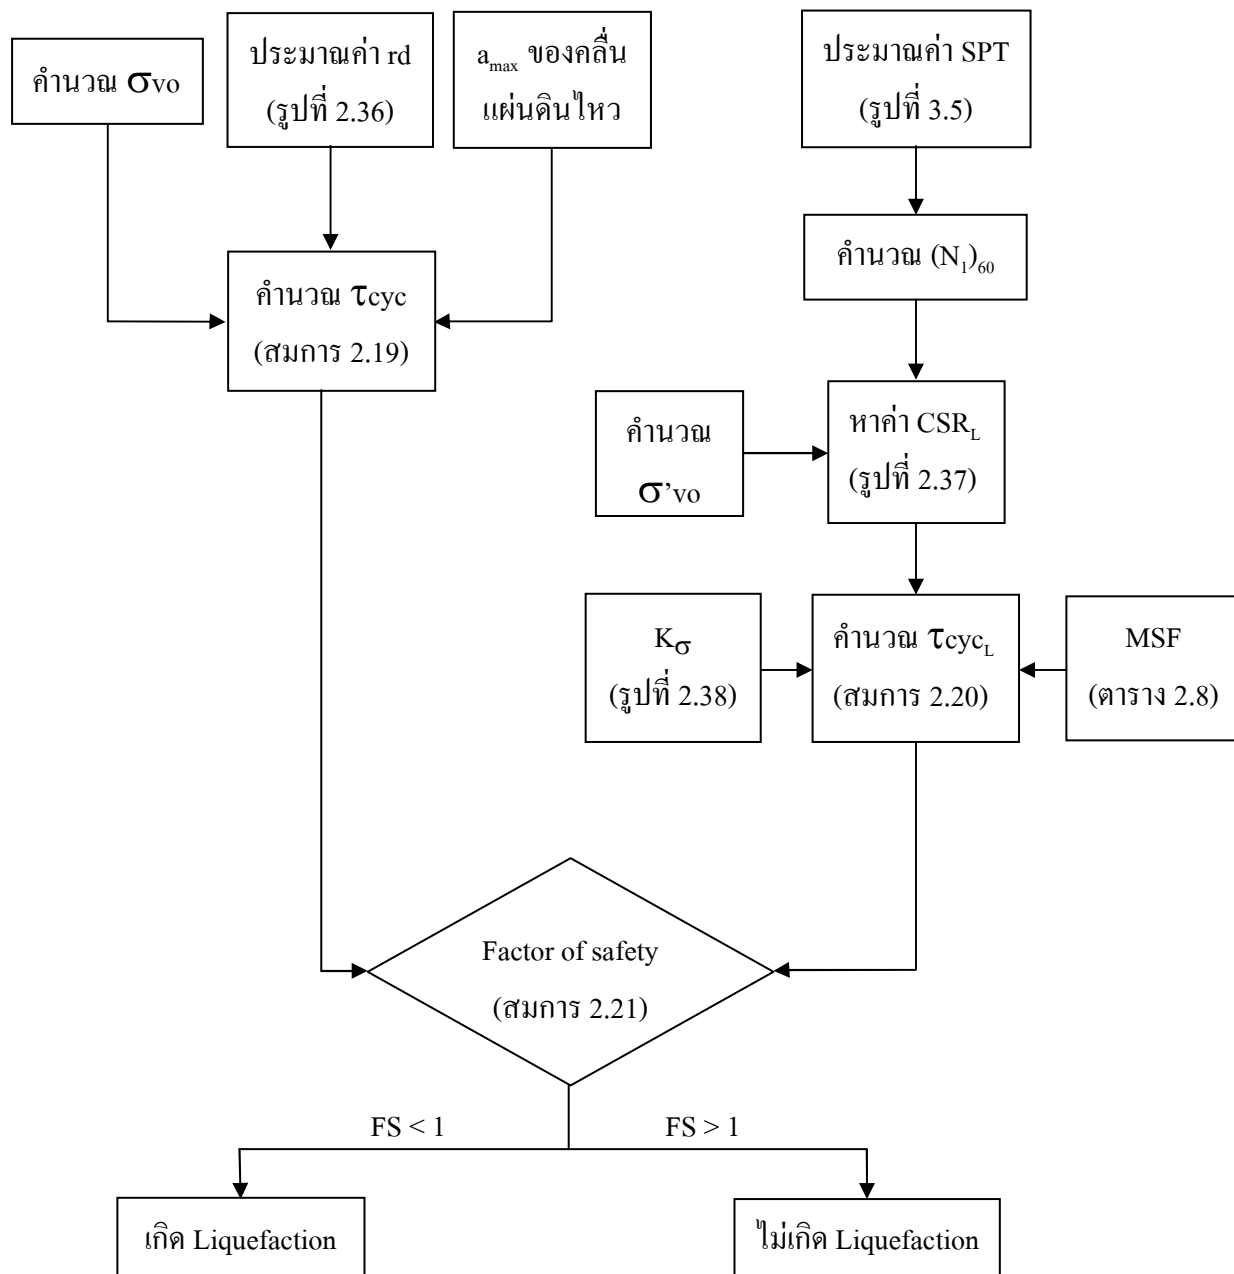 คำนวณ σvo
ประมาณค่า rd
(รูปที่ 2.36)
a_max ของคลื่น
แผ่นดินไหว
ประมาณค่า SPT
(รูปที่ 3.5)
คำนวณ (N₁)₆₀
คำนวณ τcyc
(สมการ 2.19)
คำนวณ
σ’vo
หาค่า CSR_L
(รูปที่ 2.37)
Kσ
(รูปที่ 2.38)
คำนวณ τcyc_L
(สมการ 2.20)
MSF
(ตาราง 2.8)
Factor of safety
(สมการ 2.21)
FS < 1
FS > 1
เกิด Liquefaction
ไม่เกิด Liquefaction